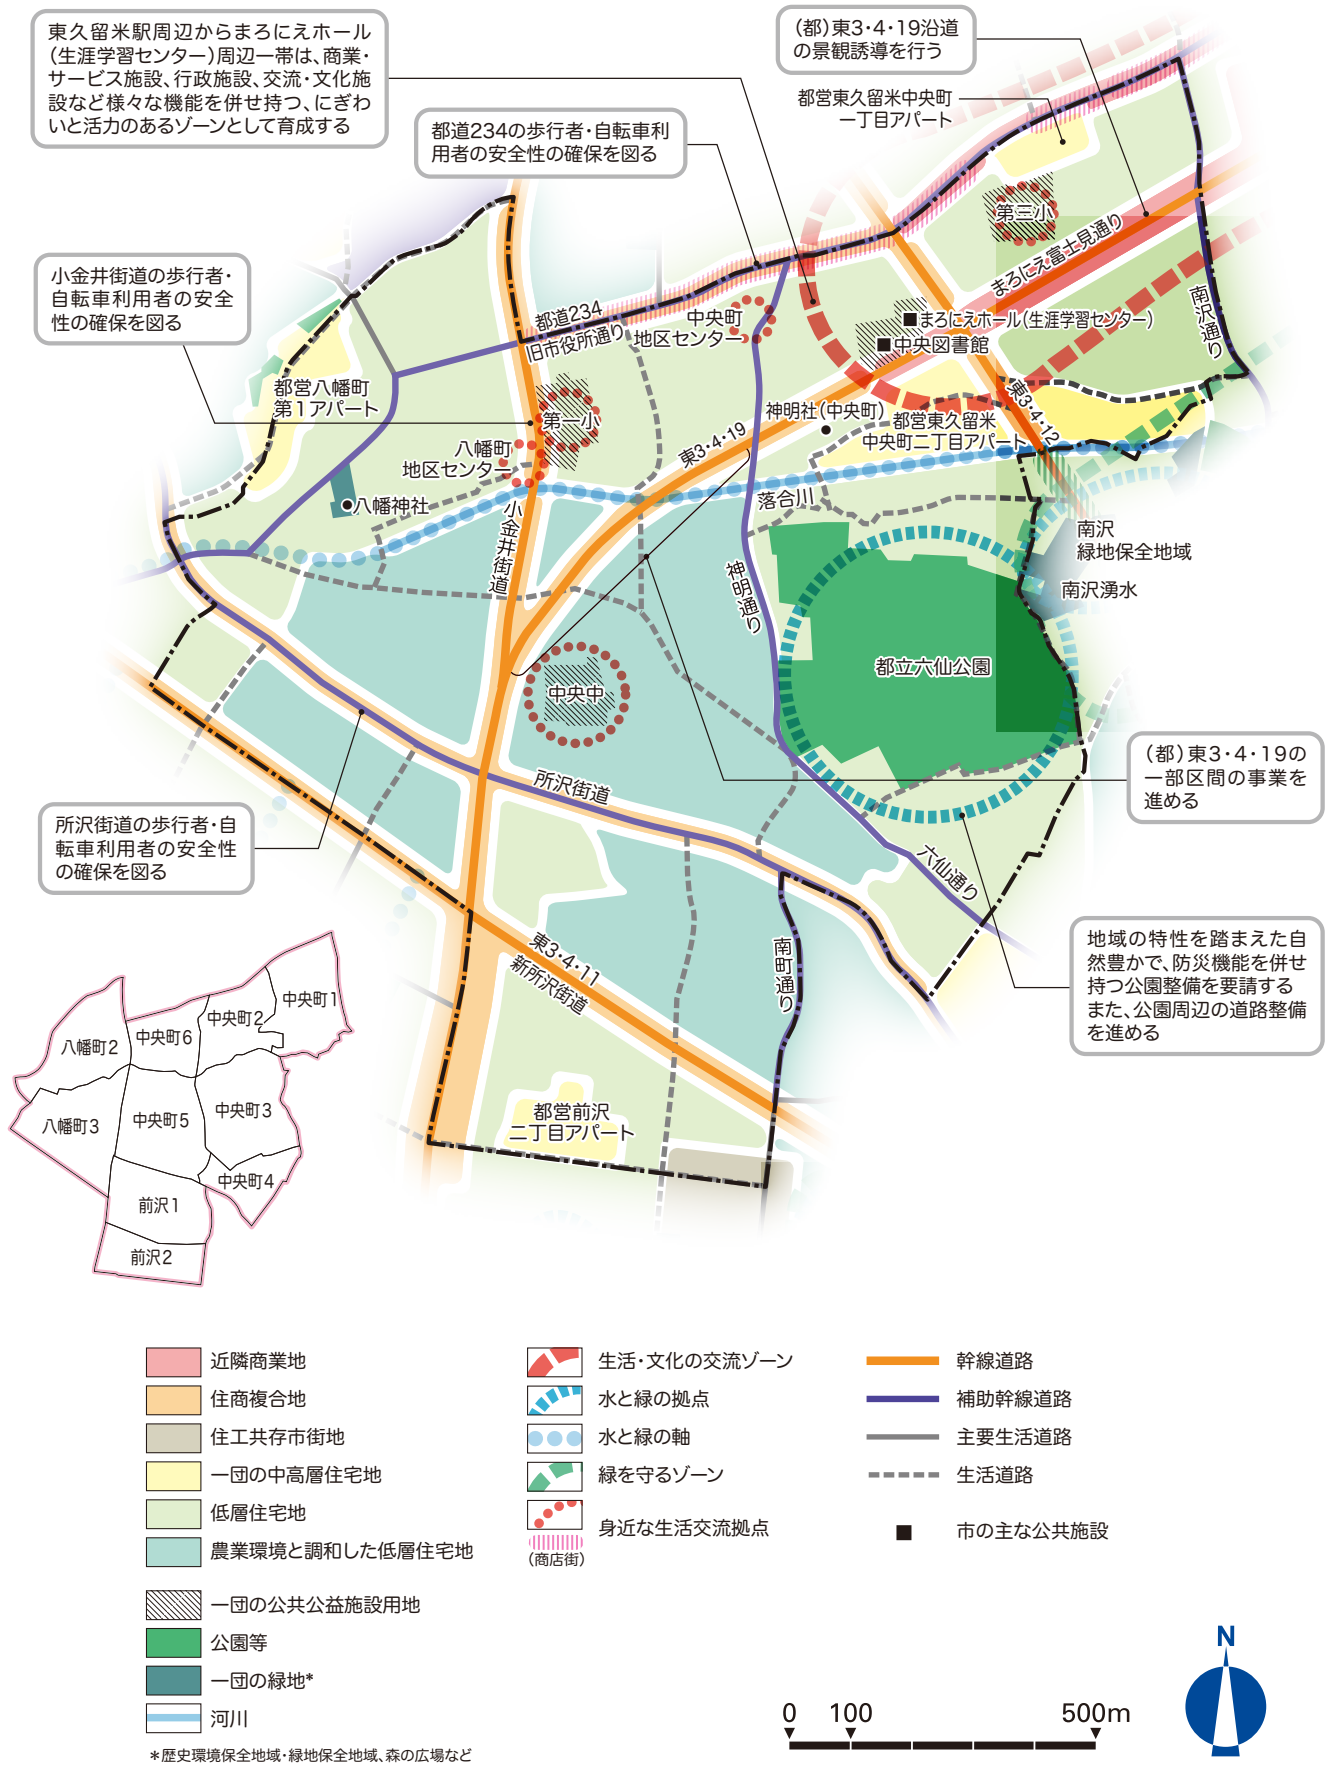 東久留米駅周辺からまろにえホール
(生涯学習センター)周辺一帯は、商業・
サービス施設、行政施設、交流・文化施
設など様々な機能を併せ持つ、にぎわ
いと活力のあるゾーンとして育成する
(都)東3・4・19沿道
の景観誘導を行う
都営東久留米中央町
一丁目アパート
都道234の歩行者・自転車利
用者の安全性の確保を図る
小金井街道の歩行者・
自転車利用者の安全
性の確保を図る
第三小
まろにえ富士見通り
南沢通り
都道234
旧市役所通り
中央町
地区センター
■まろにえホール(生涯学習センター)
■中央図書館
都営八幡町
第1アパート
第一小
神明社(中央町)
都営東久留米
中央町二丁目アパート
東3・4・12
東3・4・19
八幡町
地区センター
八幡神社
落合川
小金井街道
南沢
緑地保全地域
南沢湧水
神明通り
都立六仙公園
中央中
(都)東3・4・19の
一部区間の事業を
進める
所沢街道
所沢街道の歩行者・自
転車利用者の安全性
の確保を図る
六仙通り
地域の特性を踏まえた自
然豊かで、防災機能を併せ
持つ公園整備を要請する
また、公園周辺の道路整備
を進める
東3・4・11
新所沢街道
南町通り
都営前沢
二丁目アパート
中央町1
中央町2
中央町6
八幡町2
中央町3
中央町5
八幡町3
中央町4
前沢1
前沢2
近隣商業地
住商複合地
住工共存市街地
一団の中高層住宅地
低層住宅地
農業環境と調和した低層住宅地
一団の公共公益施設用地
公園等
一団の緑地*
河川
*歴史環境保全地域・緑地保全地域、森の広場など
生活・文化の交流ゾーン
水と緑の拠点
水と緑の軸
緑を守るゾーン
身近な生活交流拠点
(商店街)
幹線道路
補助幹線道路
主要生活道路
生活道路
市の主な公共施設
0 100 500m
N